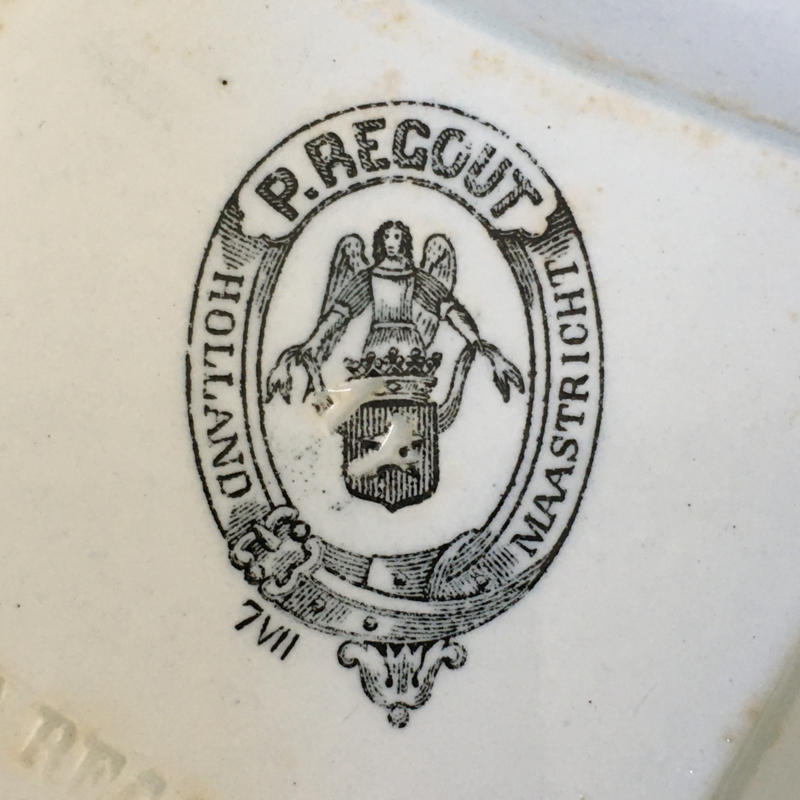 P. REGOUT
HOLLAND
MAASTRICHT
7VII